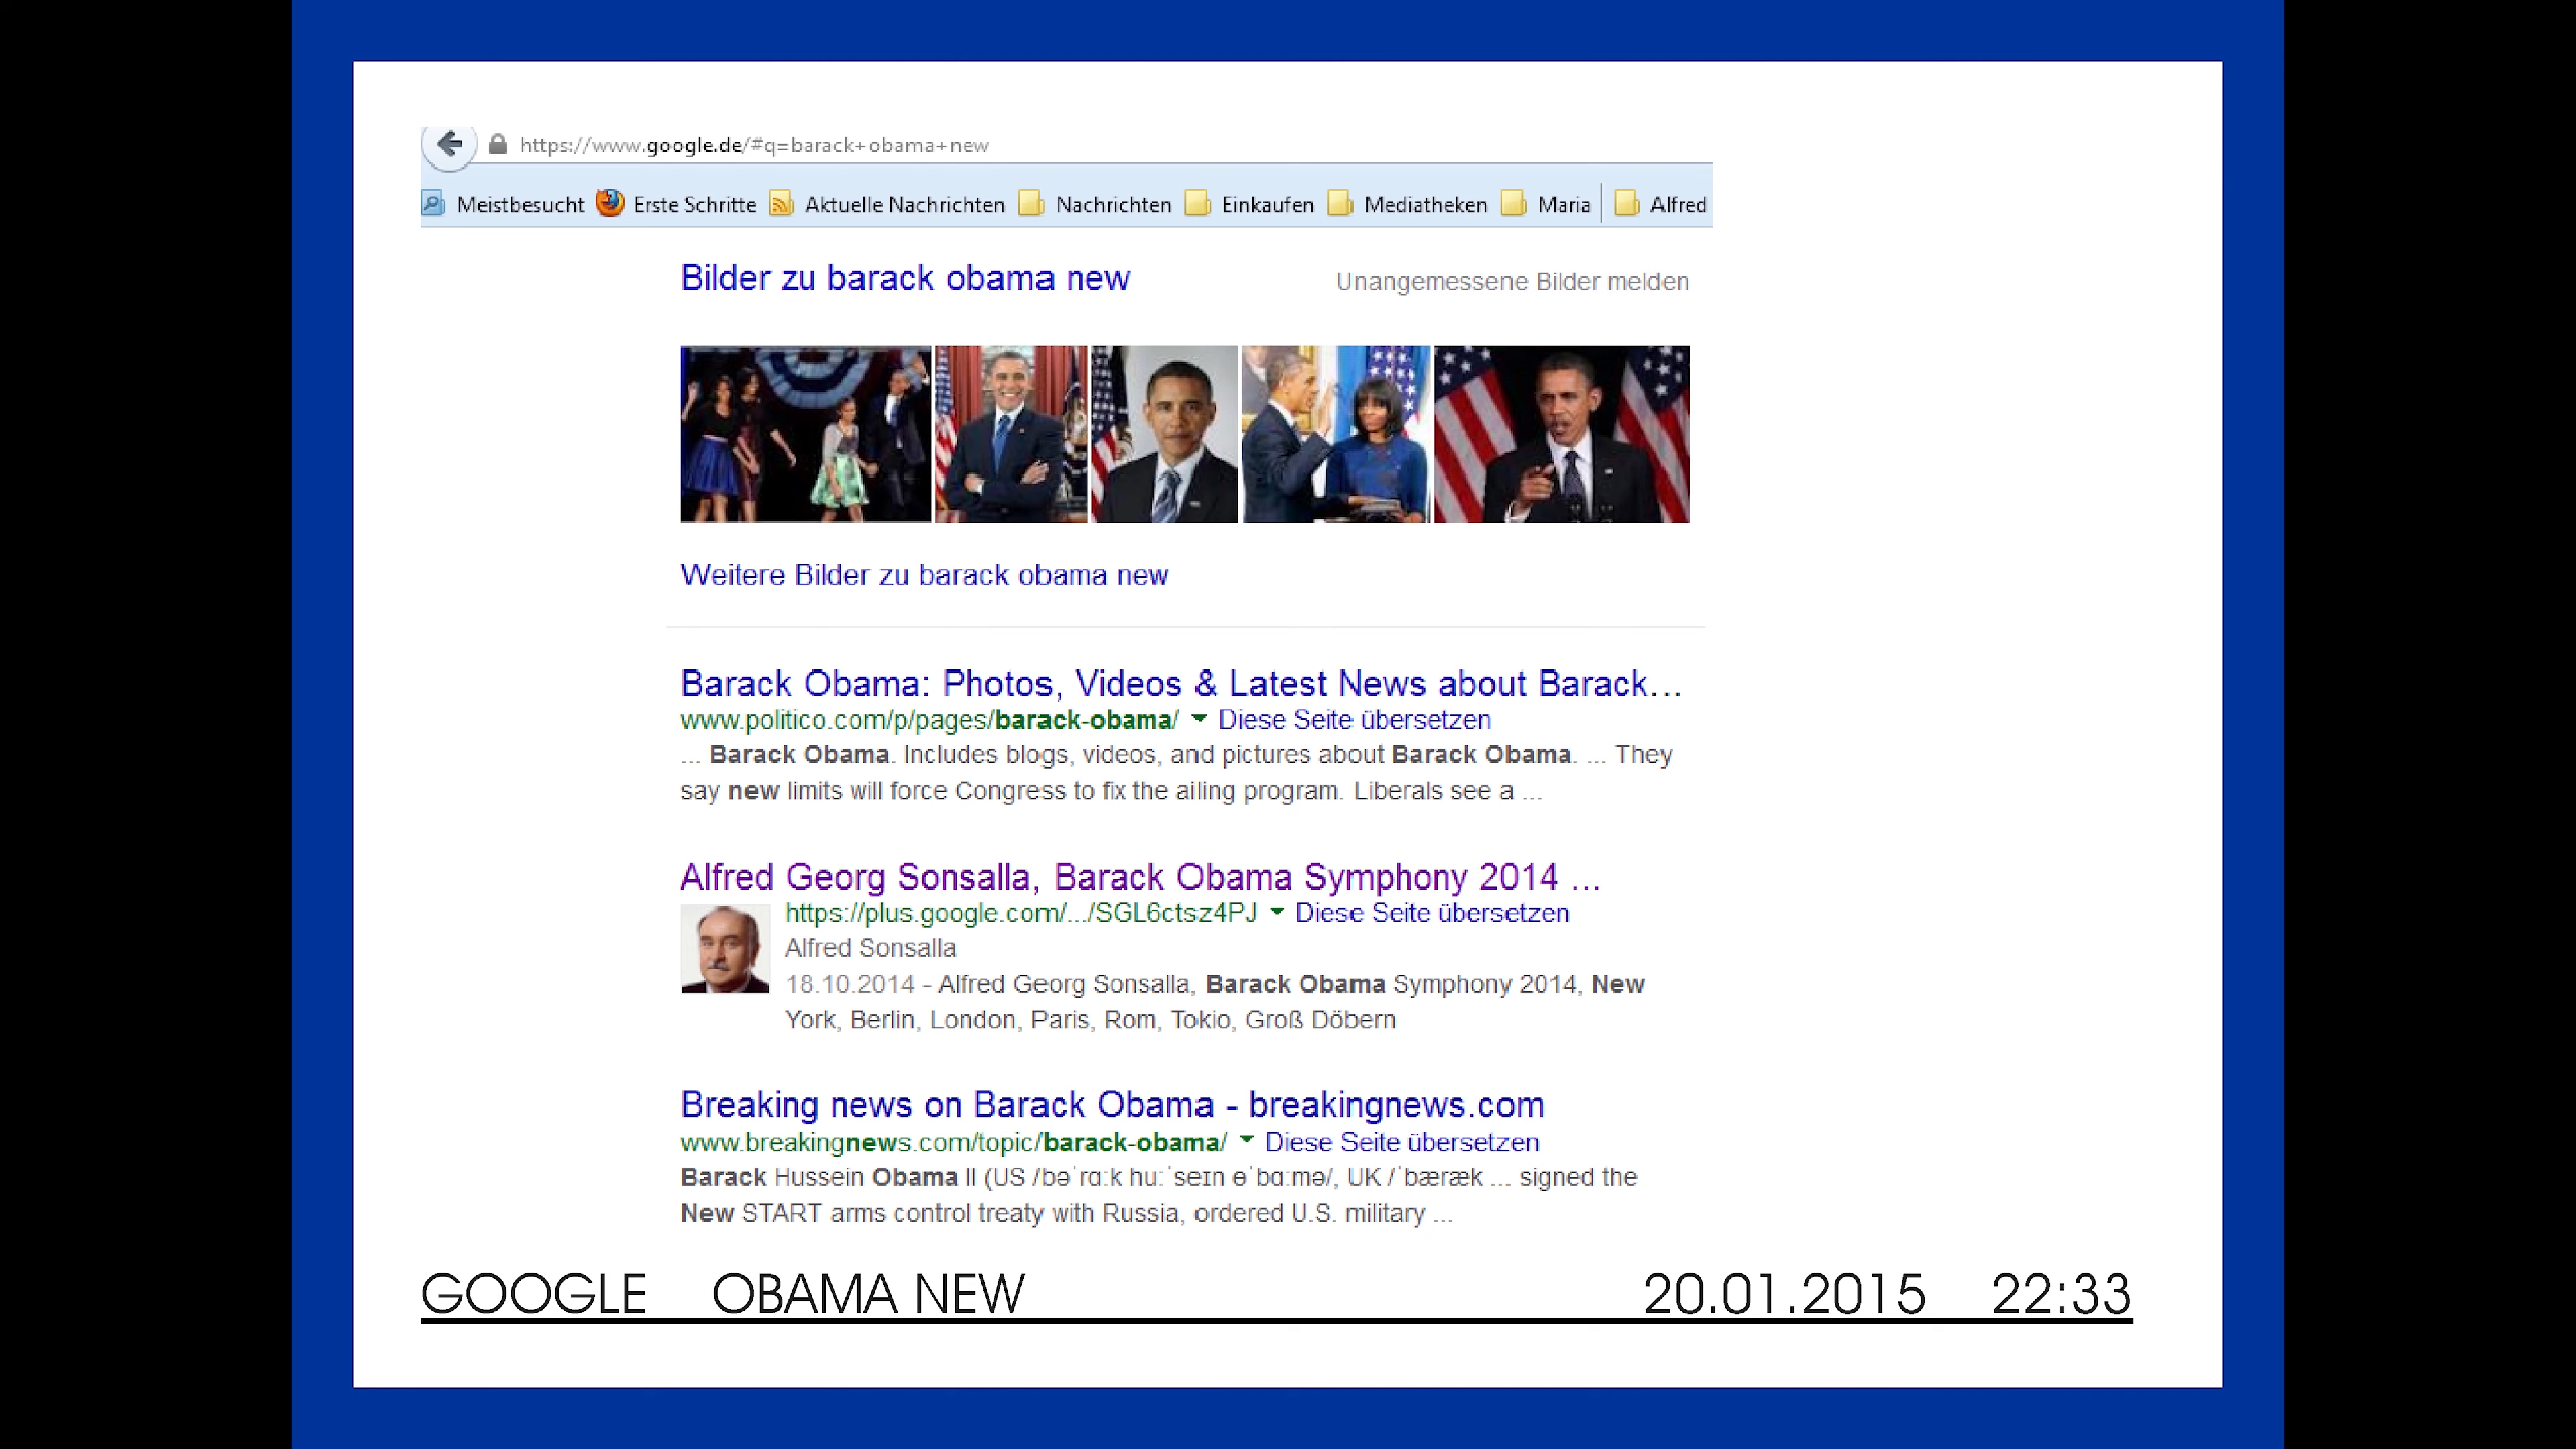 https://www.google.de/#q=barack+obama+new
Meistbesucht Erste Schritte Aktuelle Nachrichten Nachrichten Einkaufen Mediatheken Maria Alfred
Bilder zu barack obama new Unangemessene Bilder melden
Weitere Bilder zu barack obama new
Barack Obama: Photos, Videos & Latest News about Barack...
www.politico.com/p/pages/barack-obama/ Diese Seite übersetzen
... Barack Obama. Includes blogs, videos, and pictures about Barack Obama. ... They
say new limits will force Congress to fix the ailing program. Liberals see a ...
Alfred Georg Sonsalla, Barack Obama Symphony 2014 ...
https://plus.google.com/.../SGL6ctsz4PJ Diese Seite übersetzen
Alfred Sonsalla
18.10.2014 - Alfred Georg Sonsalla, Barack Obama Symphony 2014, New
York, Berlin, London, Paris, Rom, Tokio, Groß Döbern
Breaking news on Barack Obama - breakingnews.com
www.breakingnews.com/topic/barack-obama/ Diese Seite übersetzen
Barack Hussein Obama II (US /bəˈrɑːk huːˈseɪn ɵˈbɑːmə/, UK /ˈbæræk ... signed the
New START arms control treaty with Russia, ordered U.S. military ...
GOOGLE OBAMA NEW 20.01.2015 22:33